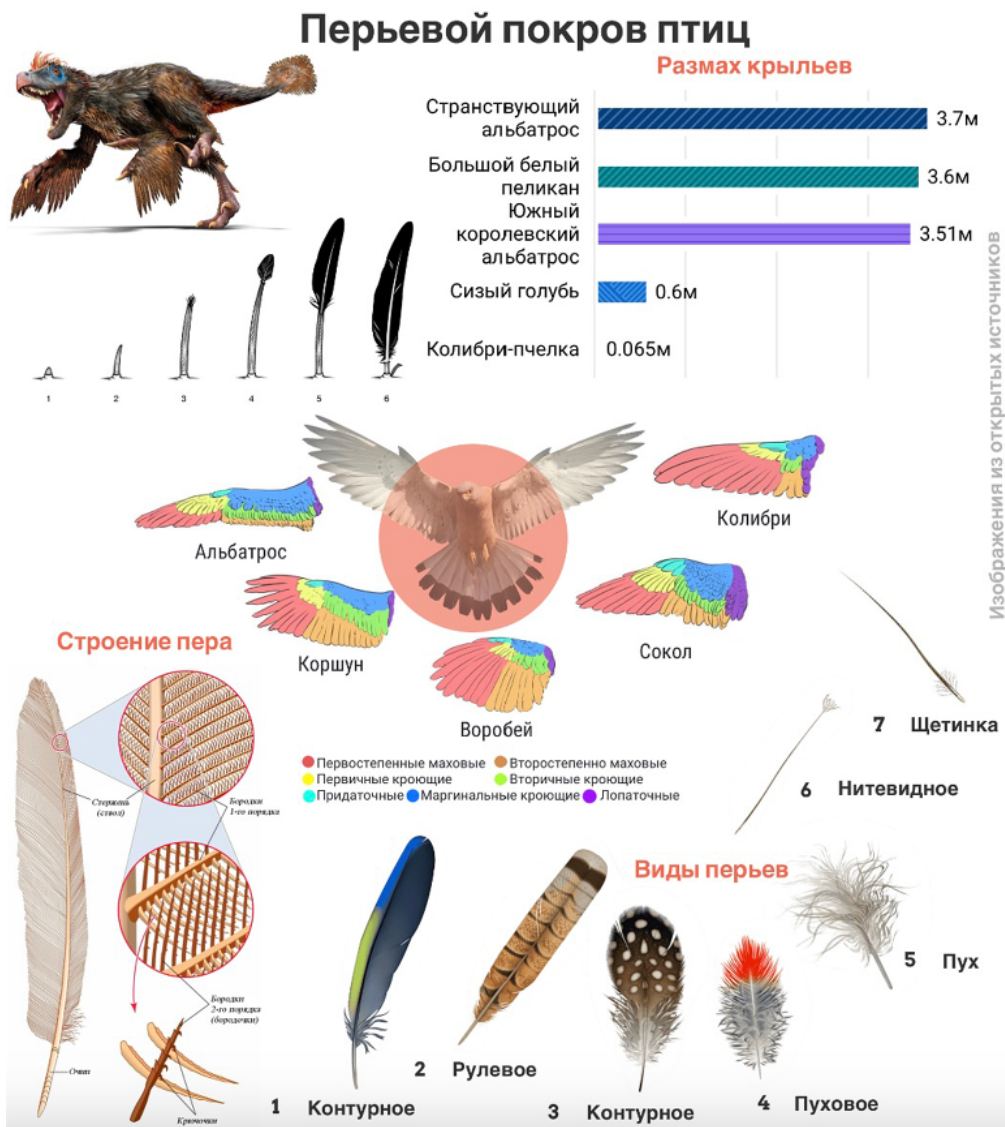 Перьевой покров птиц
Размах крыльев
Странствующий
альбатрос
3.7м
Большой белый
пеликан
3.6м
Южный
королевский
альбатрос
3.51м
Сизый голубь
0.6м
Колибри-пчелка
0.065м
1 2 3 4 5 6
Изображения из открытых источников
Альбатрос
Колибри
Коршун
Сокол
Воробей
Первостепенные маховые
Второстепенно маховые
Первичные кроющие
Вторичные кроющие
Придаточные
Маргинальные кроющие
Лопаточные
Строение пера
Стержень
(ствол)
Бородки
1-го порядка
Бородки
2-го порядка
(бородочки)
Очин
Крючочки
Виды перьев
7 Щетинка
6 Нитевидное
5 Пух
4 Пуховое
3 Контурное
2 Рулевое
1 Контурное